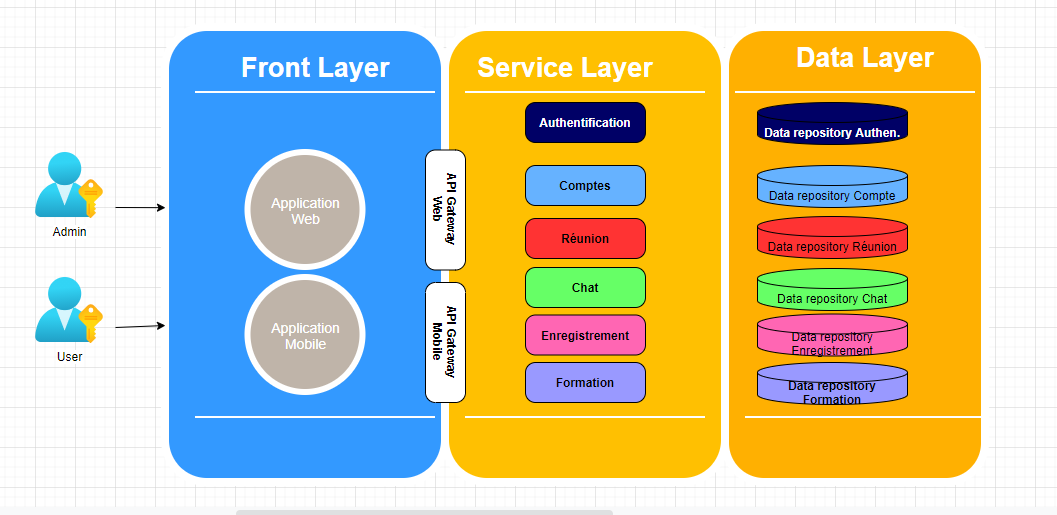 Front Layer
Service Layer
Data Layer
Admin
User
Application
Web
Application
Mobile
API Gateway
Web
API Gateway
Mobile
Authentification
Comptes
Réunion
Chat
Enregistrement
Formation
Data repository Authen.
Data repository Compte
Data repository Réunion
Data repository Chat
Data repository
Enregistrement
Data repository
Formation